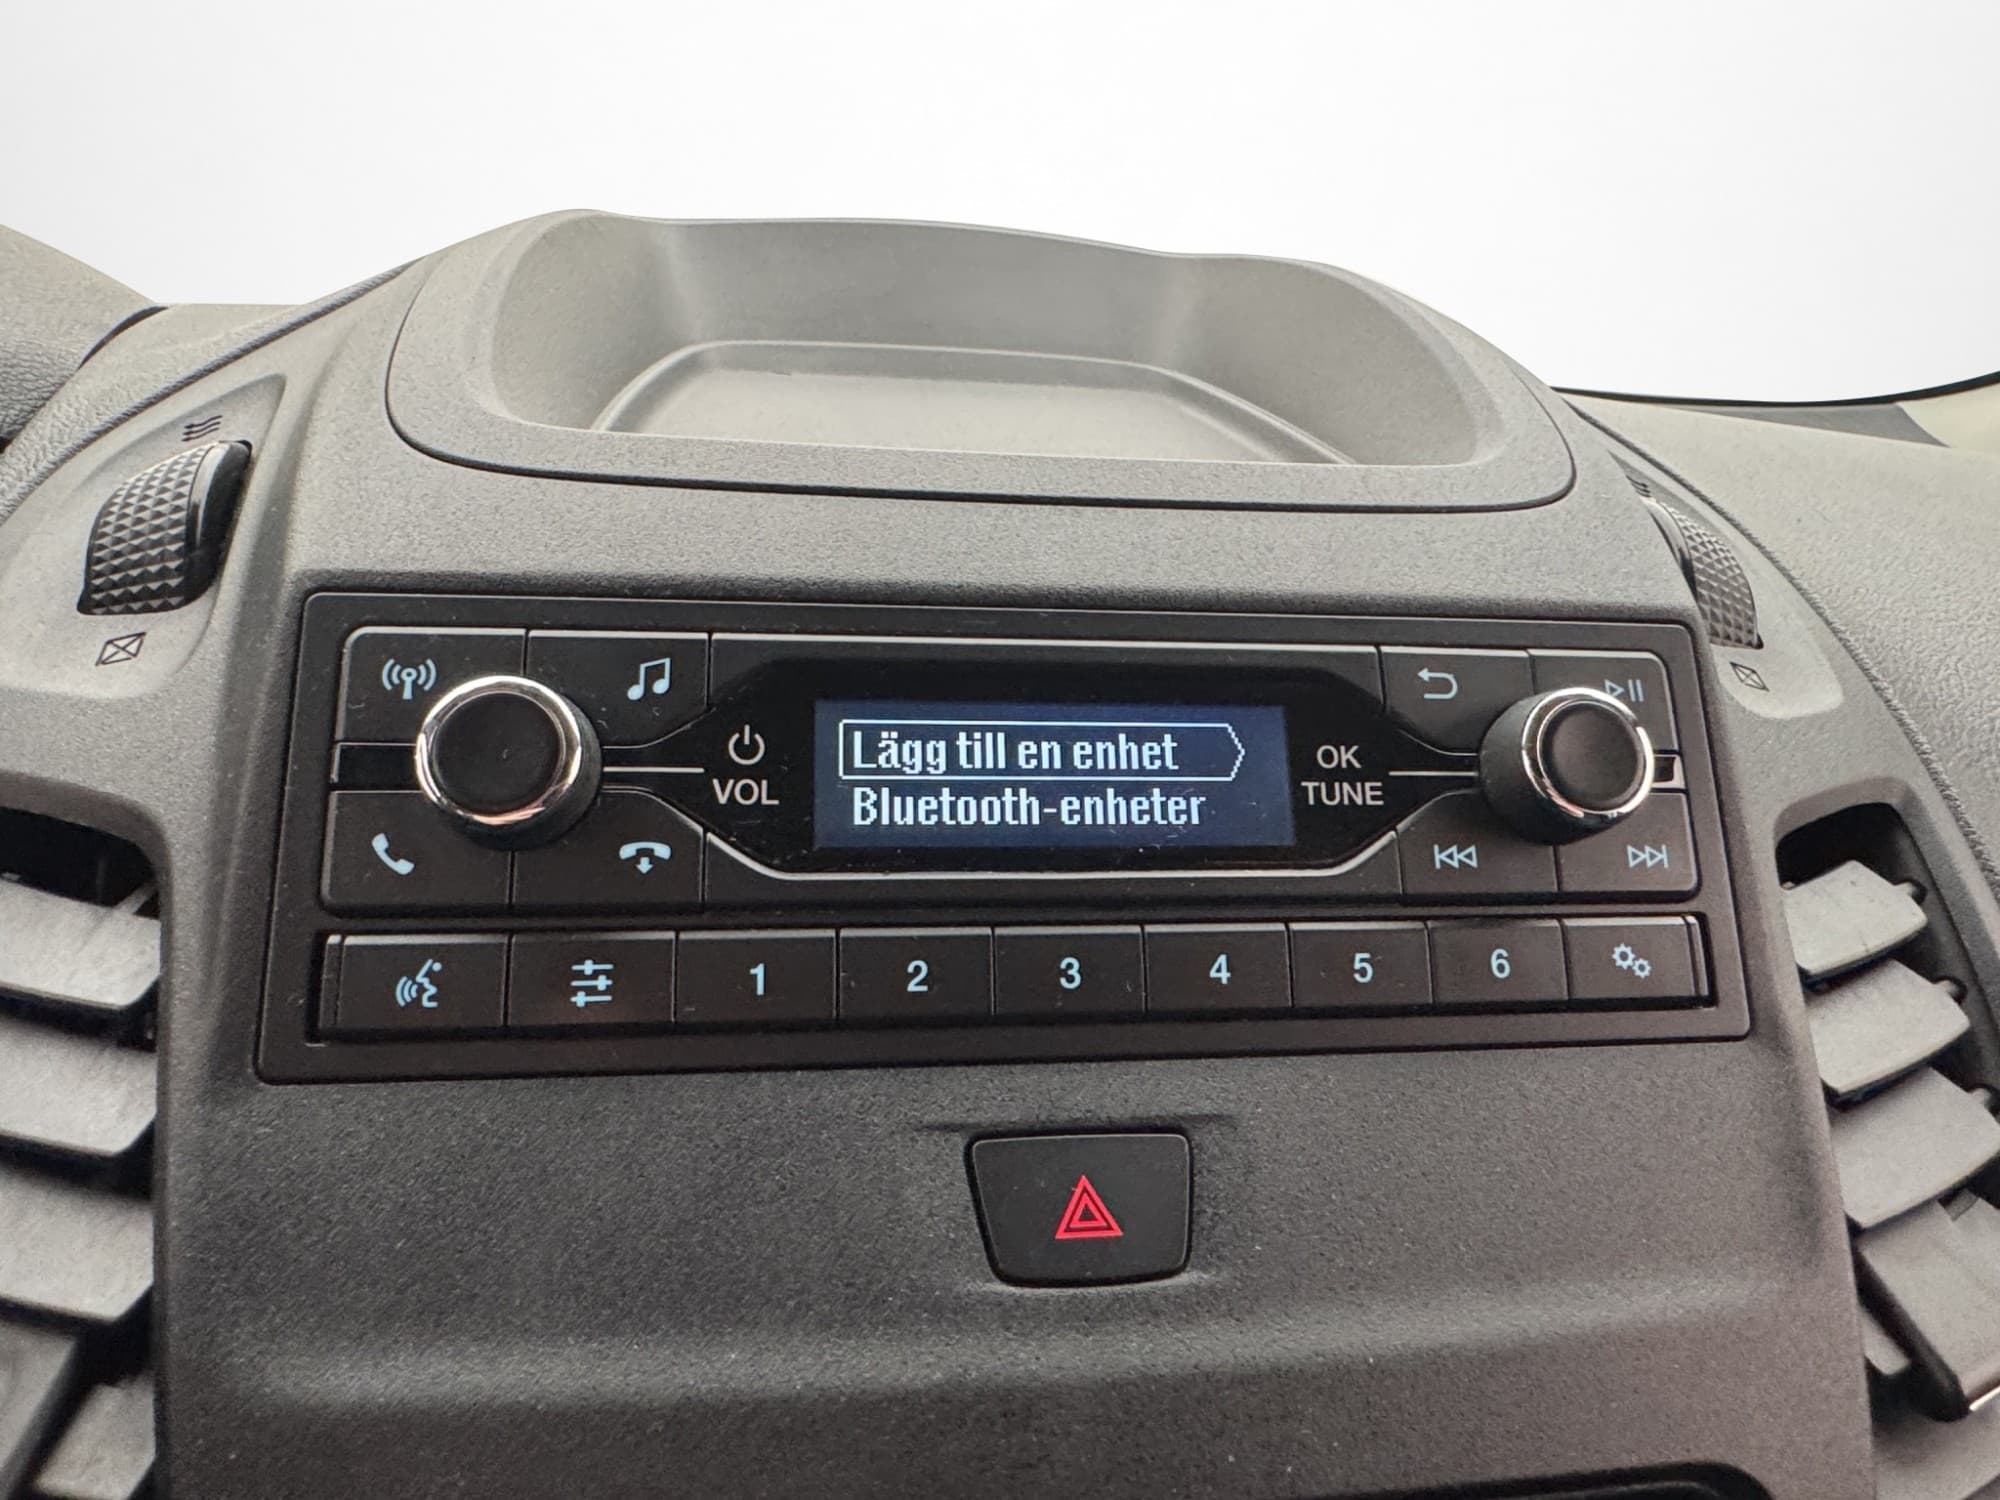 Lägg till en enhet
Bluetooth-enheter
VOL
OK
TUNE
1 2 3 4 5 6